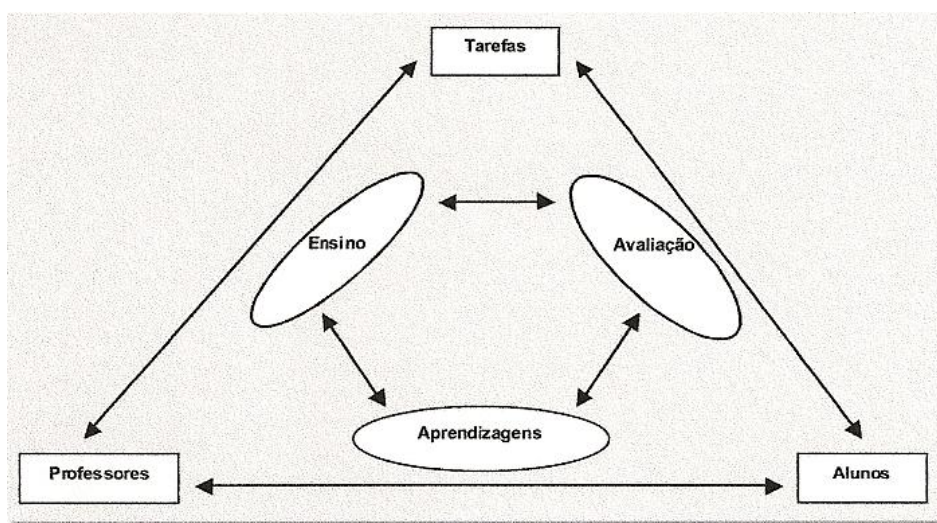 Tarefas
Ensino
Avaliação
Aprendizagens
Professores
Alunos